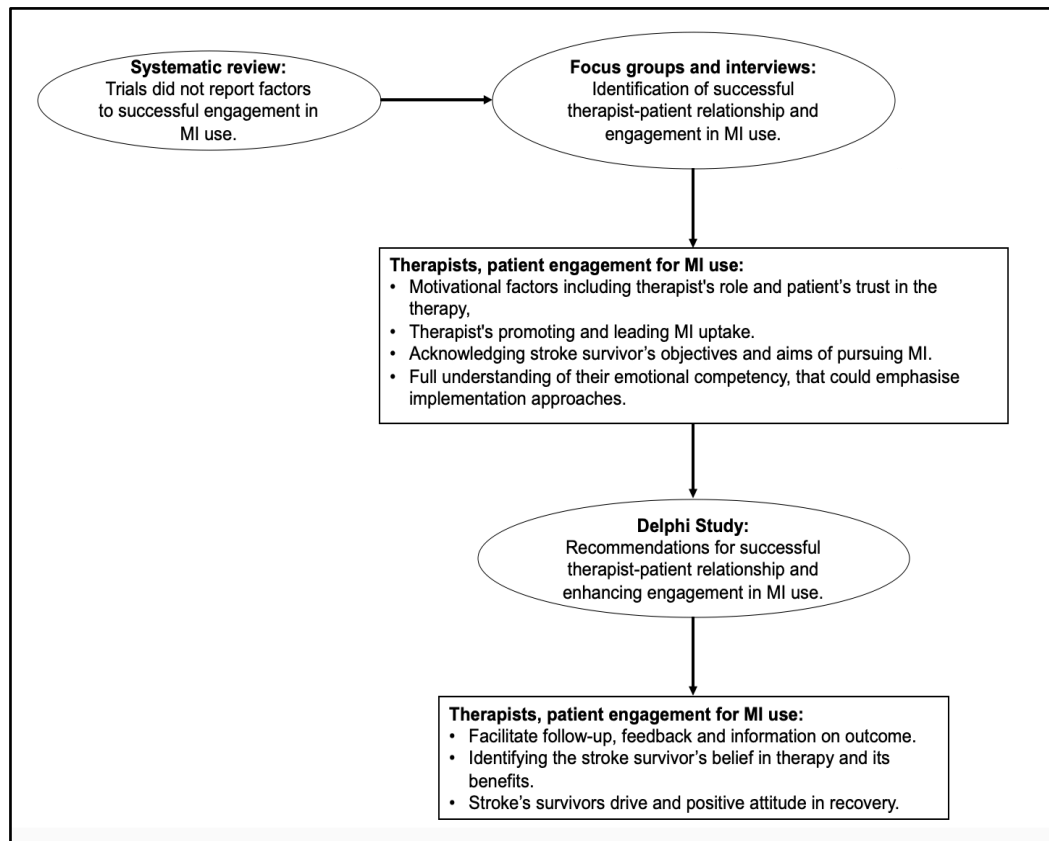 Systematic review:
Trials did not report factors
to successful engagement in
MI use.
Focus groups and interviews:
Identification of successful
therapist-patient relationship and
engagement in MI use.
Therapists, patient engagement for MI use:
• Motivational factors including therapist's role and patient’s trust in the
therapy,
• Therapist's promoting and leading MI uptake.
• Acknowledging stroke survivor’s objectives and aims of pursuing MI.
• Full understanding of their emotional competency, that could emphasise
implementation approaches.
Delphi Study:
Recommendations for successful
therapist-patient relationship and
enhancing engagement in MI use.
Therapists, patient engagement for MI use:
• Facilitate follow-up, feedback and information on outcome.
• Identifying the stroke survivor’s belief in therapy and its
benefits.
• Stroke’s survivors drive and positive attitude in recovery.